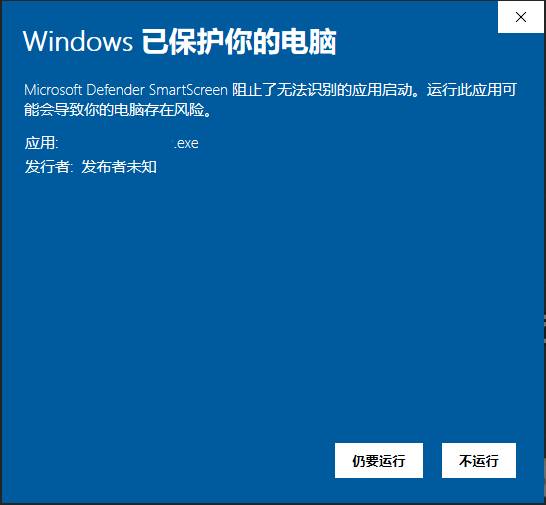 Windows 已保护你的电脑
Microsoft Defender SmartScreen 阻止了无法识别的应用启动。运行此应用可
能会导致你的电脑存在风险。
应用: .exe
发行者: 发布者未知
仍要运行 不运行